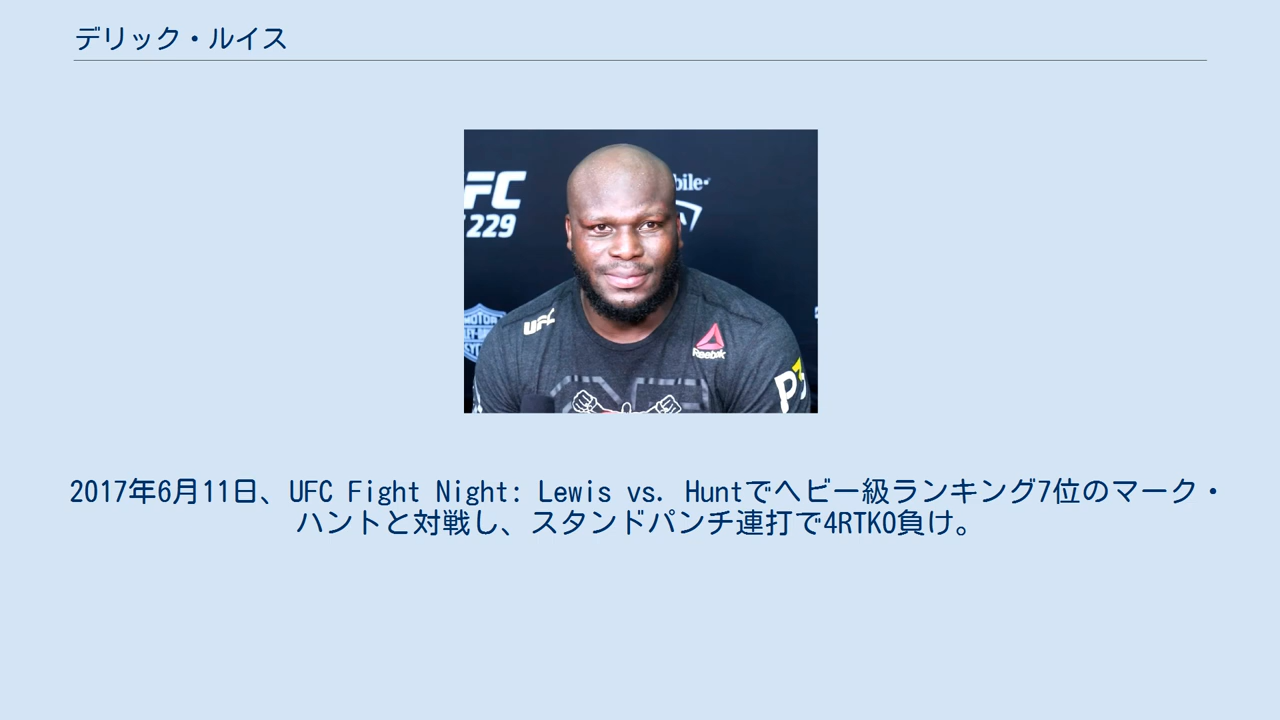 デリック・ルイス
FC
229
bile
UFC
Reebok
MOTOR
2017年6月11日、UFC Fight Night: Lewis vs. Huntでヘビー級ランキング7位のマーク・
ハントと対戦し、スタンドパンチ連打で4RTKO負け。